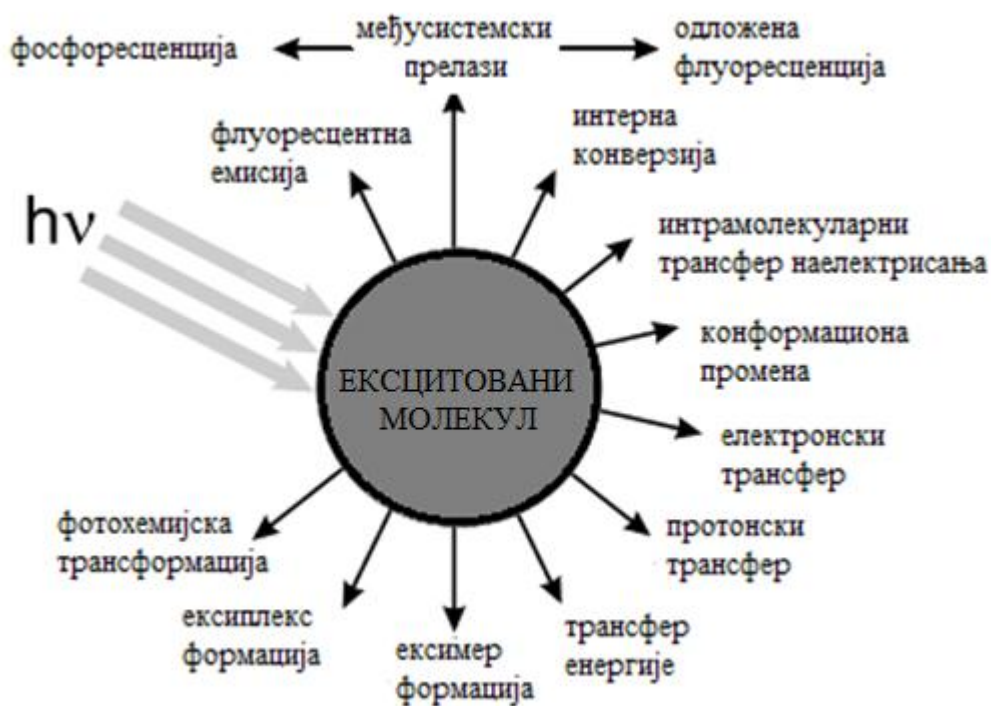 фосфоресценција
међусистемски
прелази
одложена
флуоресценција
флуоресцентна
емисија
интерна
конверзија
hν
интрамолекуларни
трансфер наелектрисања
конформациона
промена
ЕКСЦИТОВАНИ
МОЛЕКУЛ
електронски
трансфер
протонски
трансфер
фотохемијска
трансформација
ексиплекс
формација
ексимер
формација
трансфер
енергије